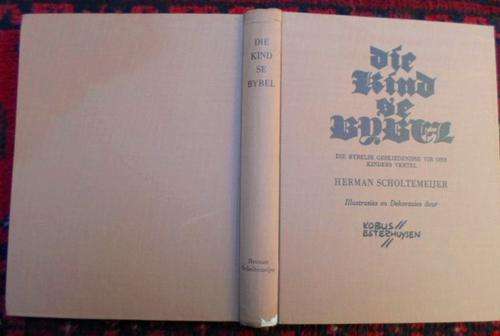 DIE
KIND
SE
BYBEL
Herman
Scholtemeijer
die
Kind
se
BYBEL
DIE BYBELSE GESKIEDENISSE VIR ONS
KINDERS VERTEL
HERMAN SCHOLTEMEIJER
Illustrasies en Dekorasies deur
KOBUS
ESTERHUYSEN